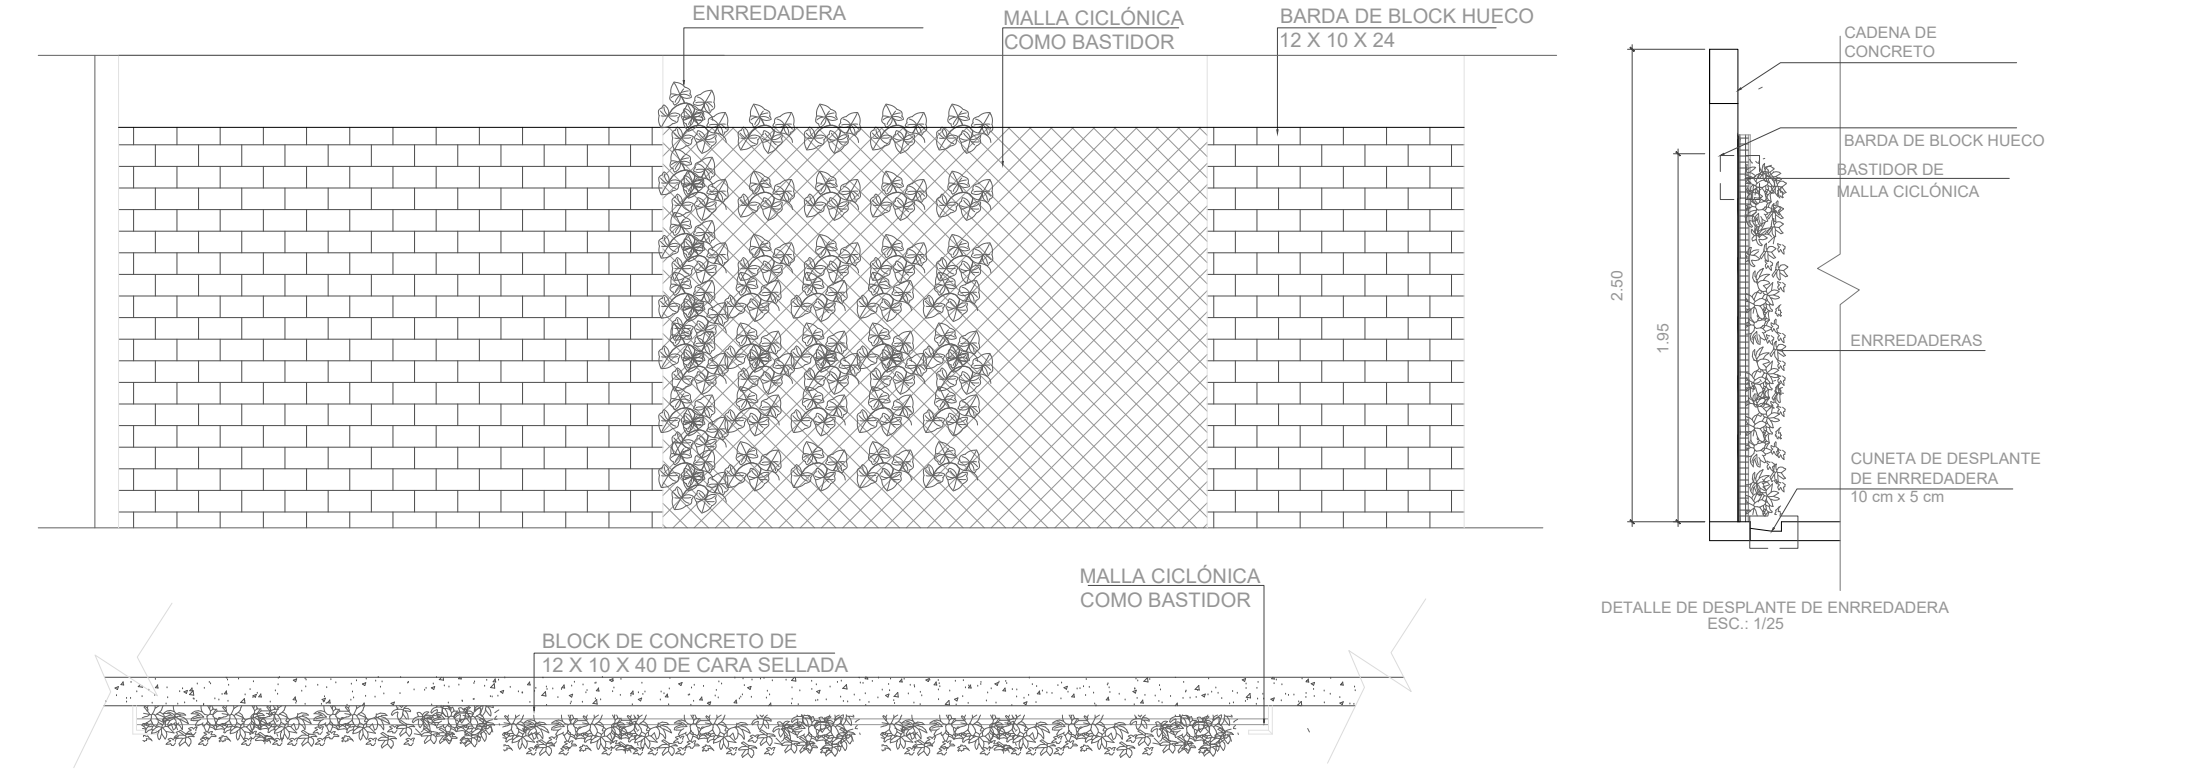 ENRREDADERA
MALLA CICLÓNICA
COMO BASTIDOR
BARDA DE BLOCK HUECO
12 X 10 X 24
CADENA DE
CONCRETO
BARDA DE BLOCK HUECO
BASTIDOR DE
MALLA CICLÓNICA
2.50
1.95
ENRREDADERAS
CUNETA DE DESPLANTE
DE ENRREDADERA
10 cm x 5 cm
DETALLE DE DESPLANTE DE ENRREDADERA
ESC.: 1/25
MALLA CICLÓNICA
COMO BASTIDOR
BLOCK DE CONCRETO DE
12 X 10 X 40 DE CARA SELLADA